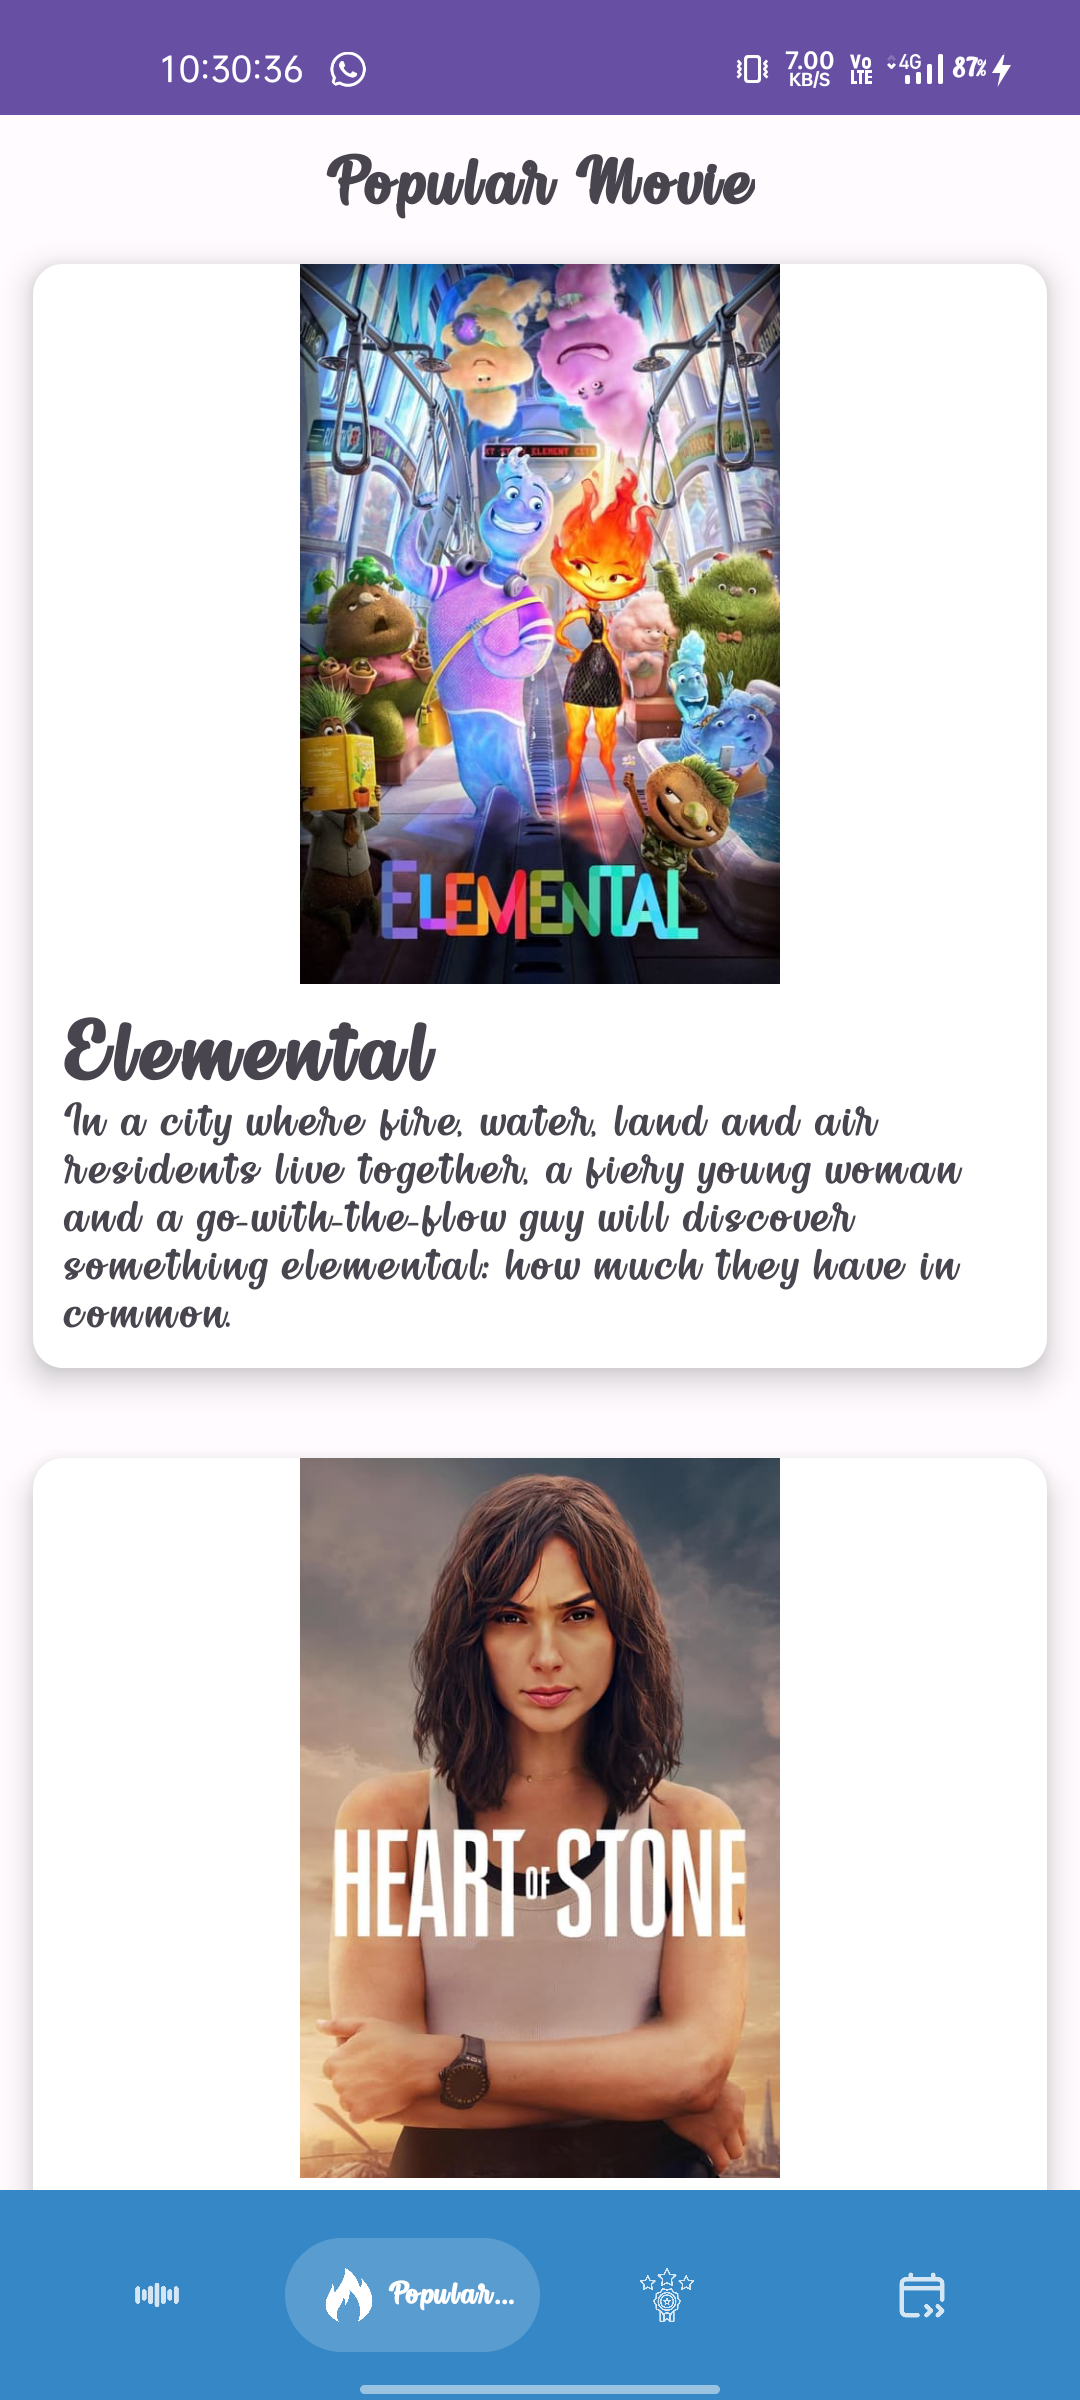 10:30:36
7.00
KB/S
Vo
LTE
4G
87%
Popular Movie
ELEMENT CITY
ELEMENTAL
Elemental
In a city where fire, water, land and air
residents live together, a fiery young woman
and a go-with-the-flow guy will discover
something elemental: how much they have in
common.
HEART OF STONE
Popular...